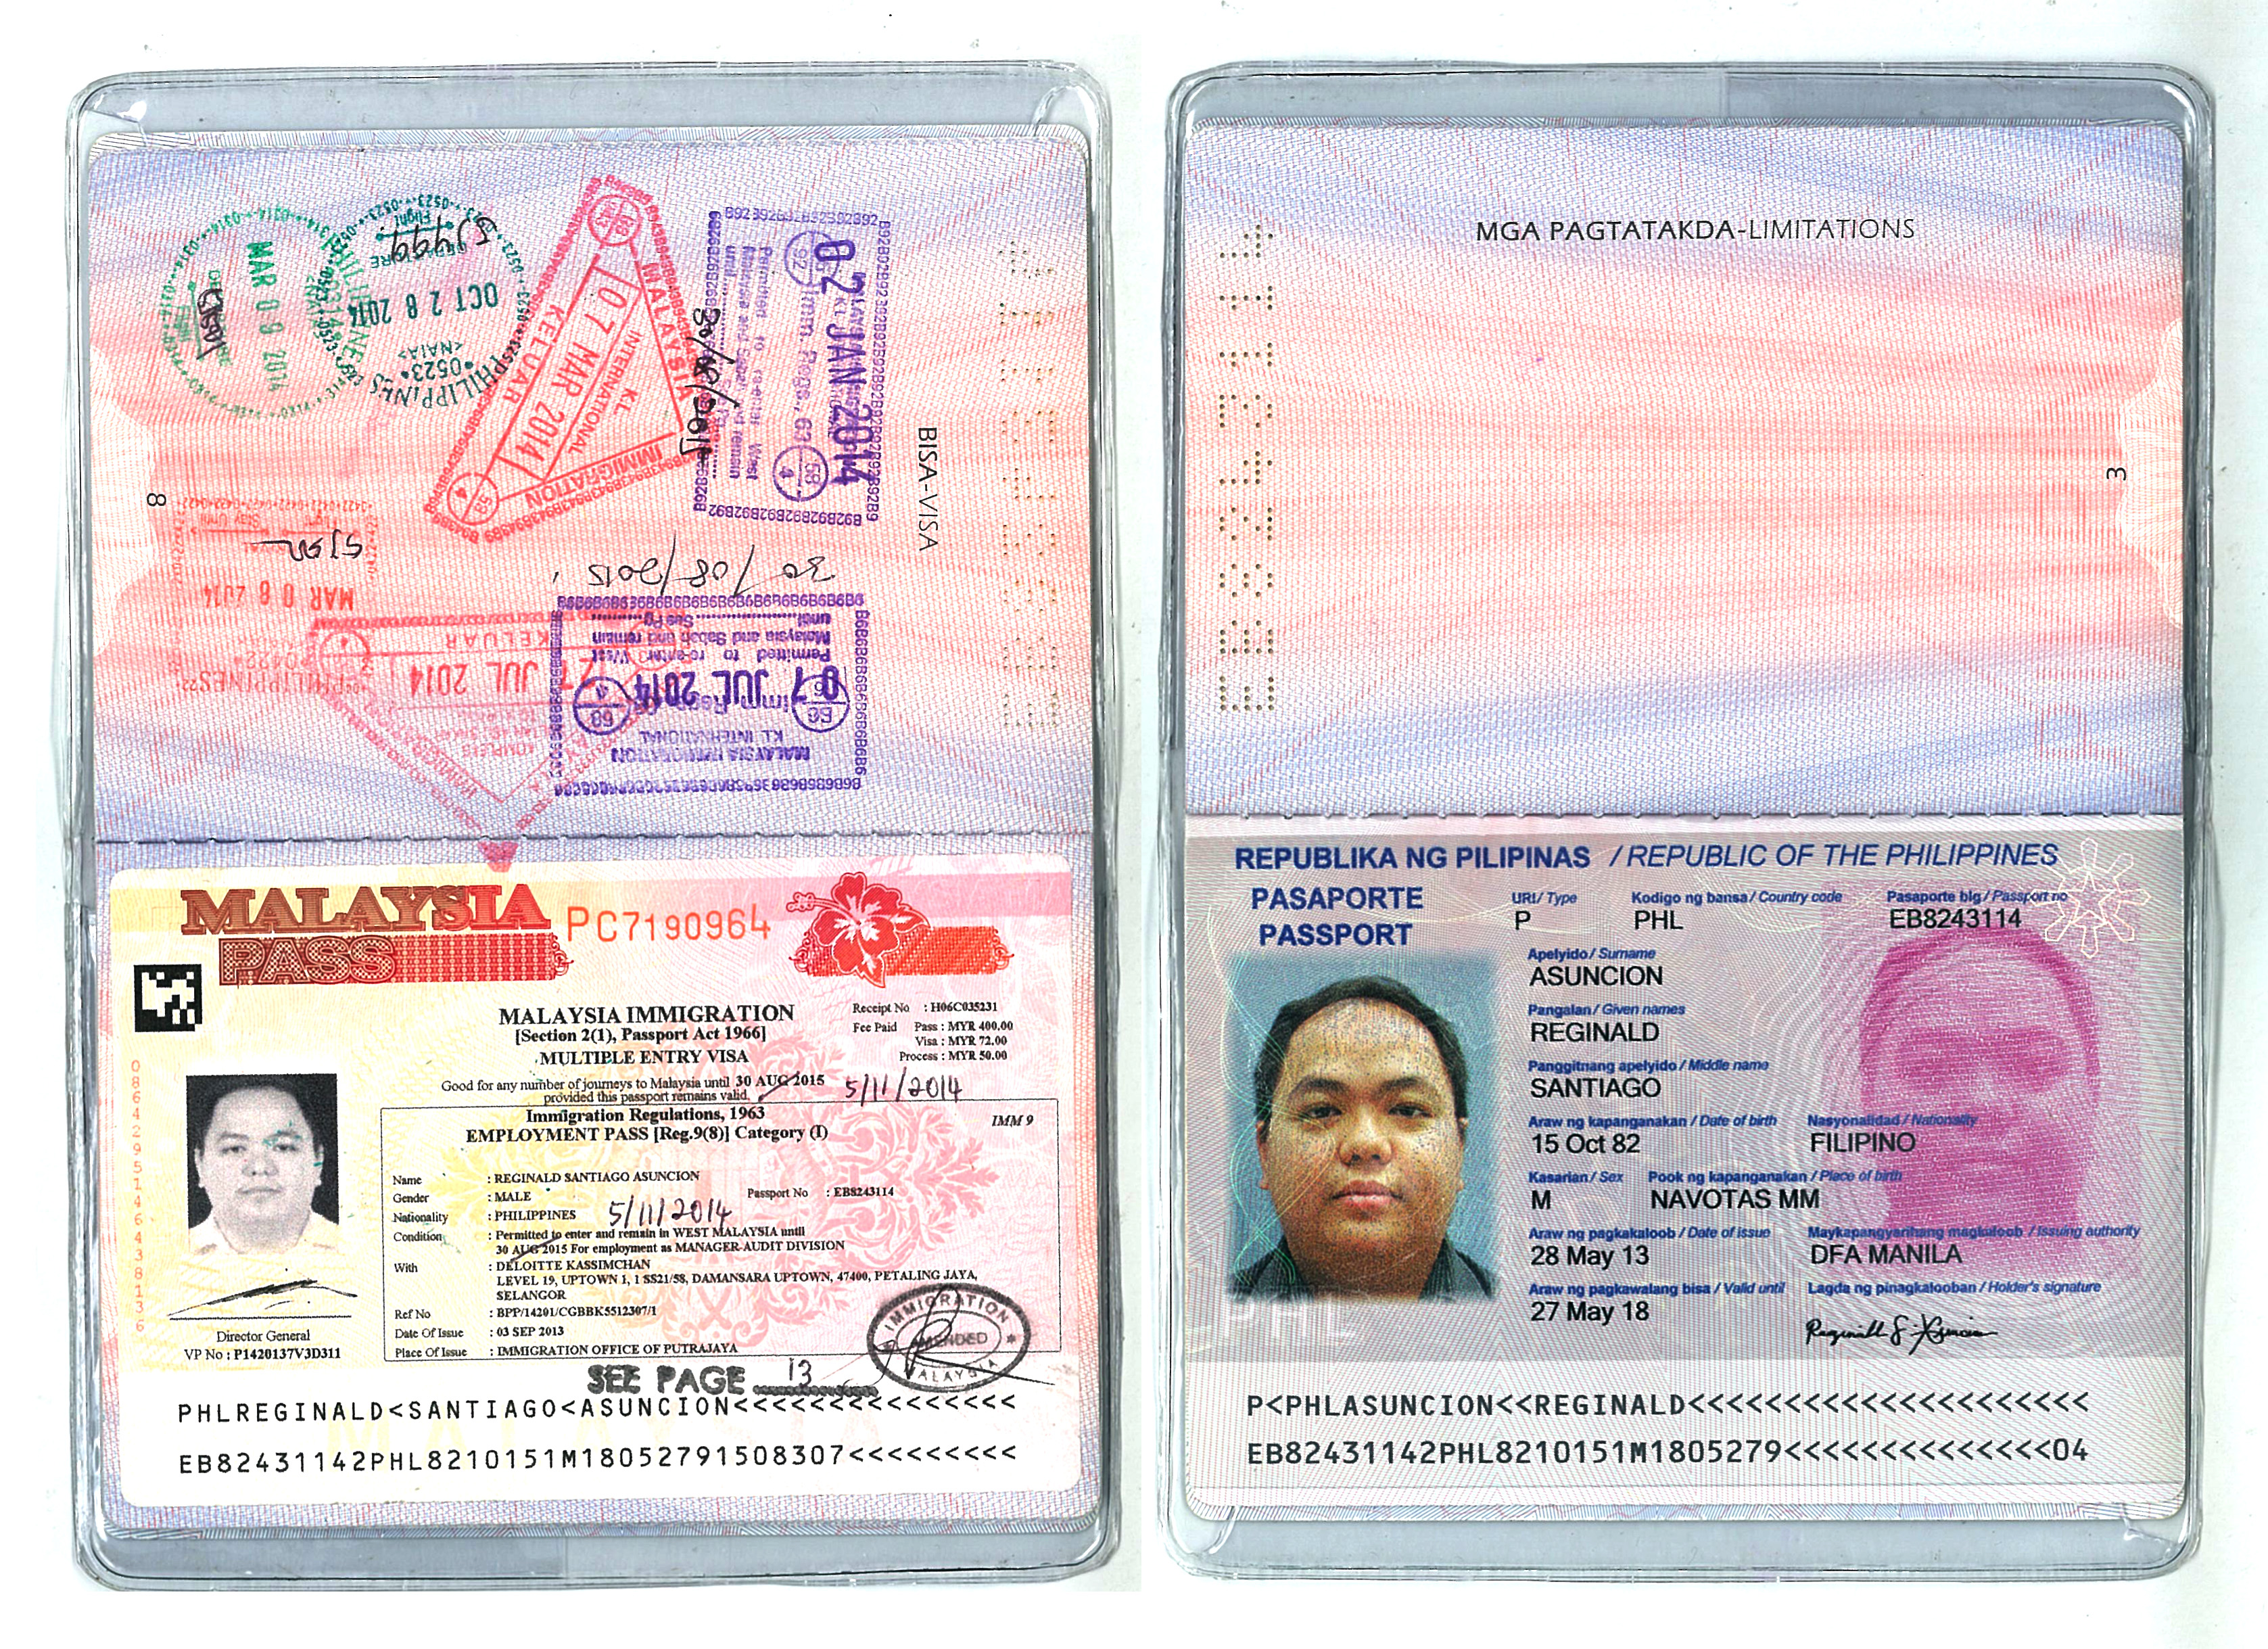 BISA-VISA
8
MAR 0 9 2014
Flight
OCT 2 8 2014
<NAIA>
*0523*
PHILIPPINES
MALAYSIA
KL
INTERNATIONAL
07 MAR 2014
KELUAR
IMMIGRATION
02 JAN 2014
Imm. Regs., 63
Permitted to re-enter West
Malaysia and Sabah and remain
until
30/08/2015
30/08/2015
MALAYSIA IMMIGRATION
KL INTERNATIONAL
07 JUL 2014
Permitted to re-enter West
Malaysia and Sabah and remain
until
Stay Until
MAR 0 8 2014
*0422*
PHILIPPINES
KELUAR
JUL 2014
MALAYSIA
PASS
PC7190964
MALAYSIA IMMIGRATION
[Section 2(1), Passport Act 1966]
MULTIPLE ENTRY VISA
Receipt No : H06C035231
Fee Paid Pass : MYR 400.00
Visa : MYR 72.00
Process : MYR 50.00
Good for any number of journeys to Malaysia until 30 AUG 2015
provided this passport remains valid.
5/11/2014
Immigration Regulations, 1963
EMPLOYMENT PASS [Reg.9(8)] Category (I)
IMM 9
Name : REGINALD SANTIAGO ASUNCION
Gender : MALE
Passport No : EB8243114
Nationality : PHILIPPINES
5/11/2014
Condition : Permitted to enter and remain in WEST MALAYSIA until
30 AUG 2015 For employment as MANAGER-AUDIT DIVISION
With : DELOITTE KASSIMCHAN
LEVEL 19, UPTOWN 1, 1 SS21/58, DAMANSARA UPTOWN, 47400, PETALING JAYA,
SELANGOR
Ref No : BPP/14201/CGBBK5512307/1
Date Of Issue : 03 SEP 2013
Place Of Issue : IMMIGRATION OFFICE OF PUTRAJAYA
Director General
VP No : P1420137V3D311
IMMIGRATION
AMENDED
MALAYSIA
SEE PAGE 13
PHLREGINALD<SANTIAGO<ASUNCION<<<<<<<<<<<<<<<
EB82431142PHL8210151M18052791508307<<<<<<<<<
MGA PAGTATAKDA-LIMITATIONS
EB8243114
3
REPUBLIKA NG PILIPINAS / REPUBLIC OF THE PHILIPPINES
PASAPORTE
PASSPORT
URI/ Type
P
Kodigo ng bansa / Country code
PHL
Pasaporte blg / Passport no
EB8243114
Apelyido / Surname
ASUNCION
Pangalan / Given names
REGINALD
Panggitnang apelyido / Middle name
SANTIAGO
Araw ng kapanganakan / Date of birth
15 Oct 82
Nasyonalidad / Nationality
FILIPINO
Kasarian / Sex
M
Pook ng kapanganakan / Place of birth
NAVOTAS MM
Araw ng pagkakaloob / Date of issue
28 May 13
Maykapangyarihang magkaloob / Issuing authority
DFA MANILA
Araw ng pagkawalang bisa / Valid until
27 May 18
Lagda ng pinagkalooban / Holder's signature
P<PHLASUNCION<<REGINALD<<<<<<<<<<<<<<<<<<<<<
EB82431142PHL8210151M1805279<<<<<<<<<<<<<<04